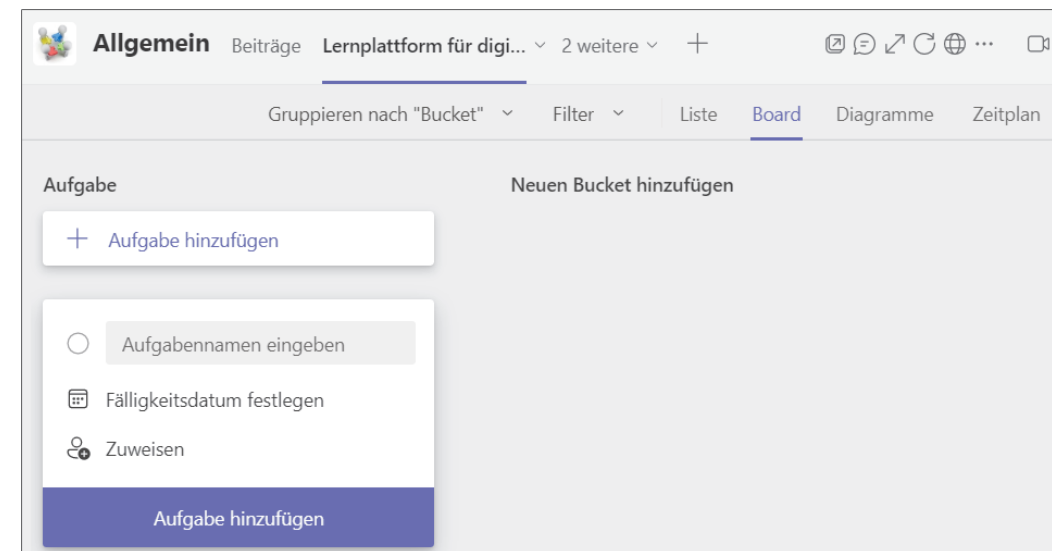 Allgemein Beiträge Lernplattform für digi... 2 weitere
Gruppieren nach "Bucket" Filter Liste Board Diagramme Zeitplan
Aufgabe Neuen Bucket hinzufügen
Aufgabe hinzufügen
Aufgabennamen eingeben
Fälligkeitsdatum festlegen
Zuweisen
Aufgabe hinzufügen